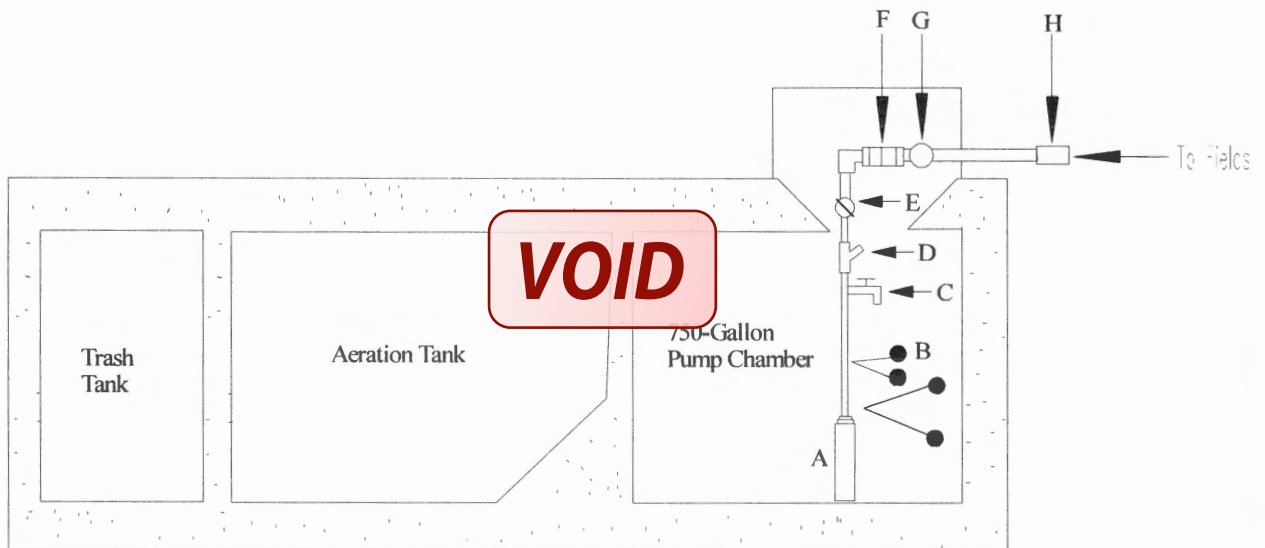 F G H
To Fields
E
VOID
D
C
750-Gallon
Pump Chamber
B
Aeration Tank
Trash
Tank
A